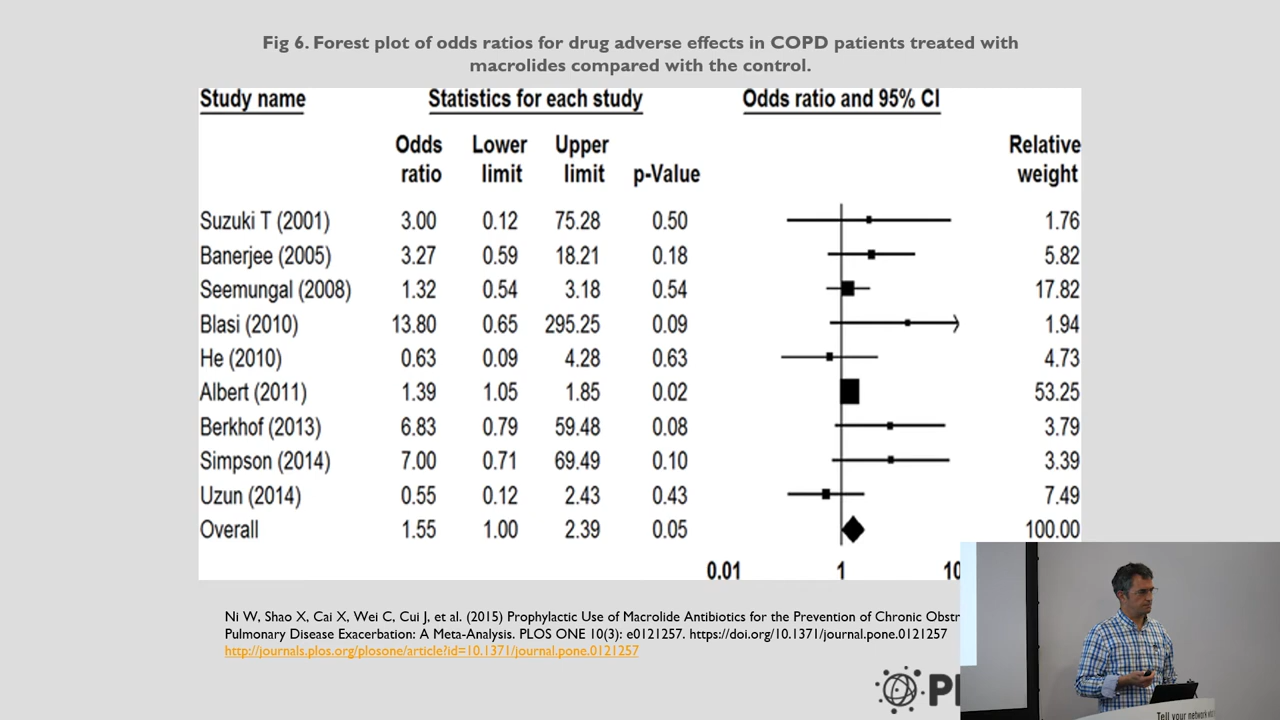 Fig 6. Forest plot of odds ratios for drug adverse effects in COPD patients treated with
macrolides compared with the control.
Study name Statistics for each study Odds ratio and 95% CI
Odds Lower Upper Relative
ratio limit limit p-Value weight
Suzuki T (2001) 3.00 0.12 75.28 0.50 1.76
Banerjee (2005) 3.27 0.59 18.21 0.18 5.82
Seemungal (2008) 1.32 0.54 3.18 0.54 17.82
Blasi (2010) 13.80 0.65 295.25 0.09 1.94
He (2010) 0.63 0.09 4.28 0.63 4.73
Albert (2011) 1.39 1.05 1.85 0.02 53.25
Berkhof (2013) 6.83 0.79 59.48 0.08 3.79
Simpson (2014) 7.00 0.71 69.49 0.10 3.39
Uzun (2014) 0.55 0.12 2.43 0.43 7.49
Overall 1.55 1.00 2.39 0.05 100.00
0.01 1 10
Ni W, Shao X, Cai X, Wei C, Cui J, et al. (2015) Prophylactic Use of Macrolide Antibiotics for the Prevention of Chronic Obst
Pulmonary Disease Exacerbation: A Meta-Analysis. PLOS ONE 10(3): e0121257. https://doi.org/10.1371/journal.pone.0121257
http://journals.plos.org/plosone/article?id=10.1371/journal.pone.0121257
Tell your network